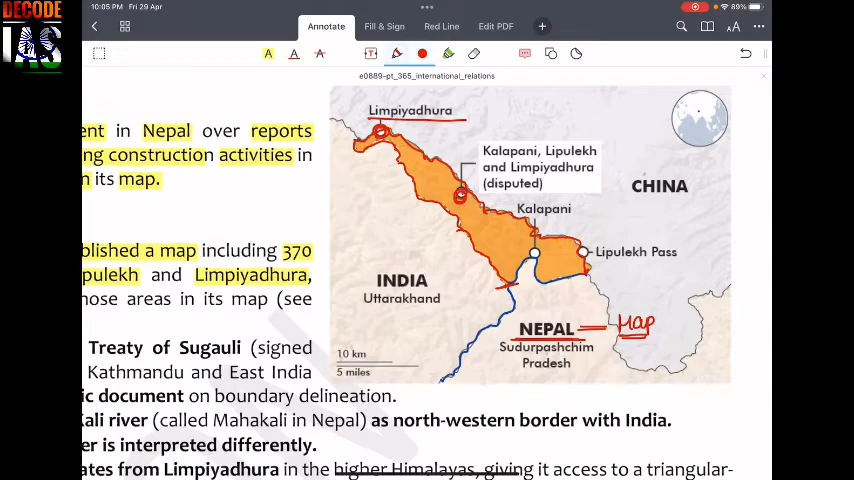 DECODE
IAS
10:05 PM Fri 29 Apr
89%
Annotate
Fill & Sign
Red Line
Edit PDF
AA
A
A
A
T
e0889-pt_365_international_relations
ent in Nepal over reports
ng construction activities in
n its map.
blished a map including 370
pulekh and Limpiyadhura,
nose areas in its map (see
Treaty of Sugauli (signed
Kathmandu and East India
ic document on boundary delineation.
Kali river (called Mahakali in Nepal) as north-western border with India.
er is interpreted differently.
ates from Limpiyadhura in the higher Himalayas, giving it access to a triangular-
Limpiyadhura
Kalapani, Lipulekh
and Limpiyadhura
(disputed)
CHINA
Kalapani
Lipulekh Pass
INDIA
Uttarakhand
NEPAL
Sudurpashchim
Pradesh
Map
10 km
5 miles